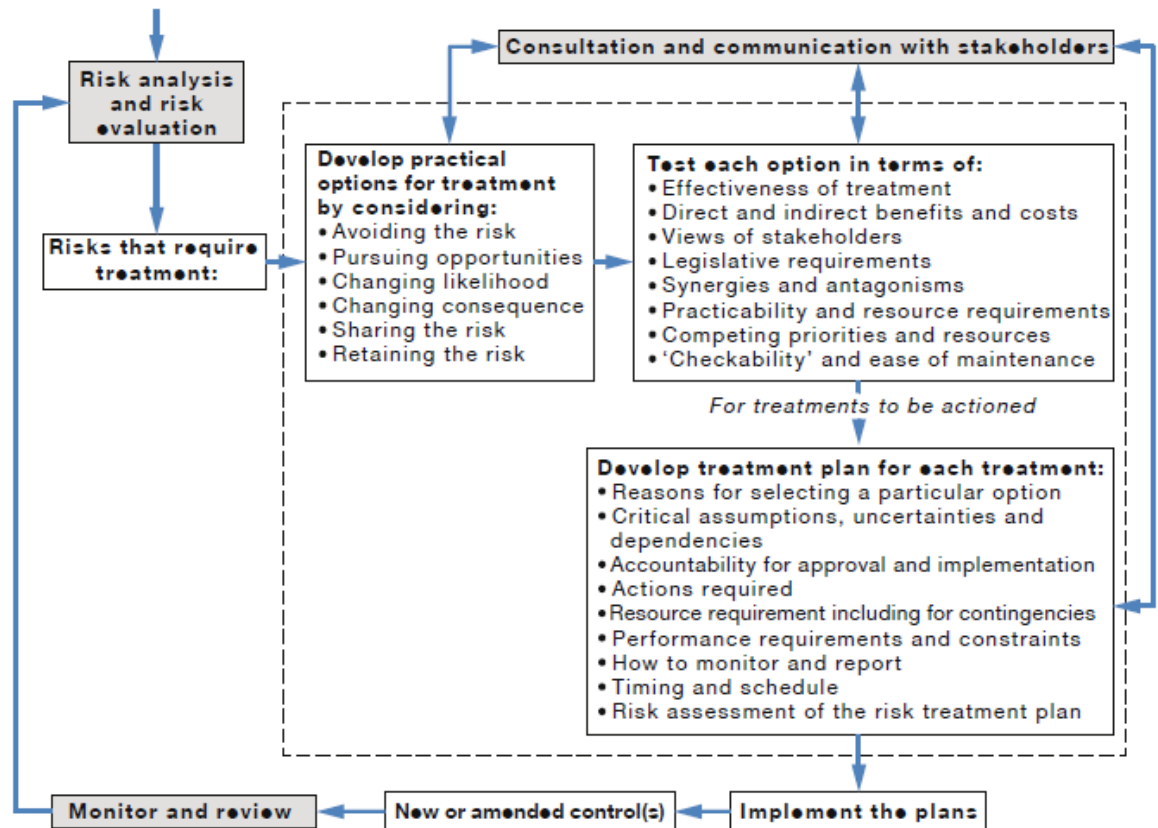 Consultation and communication with stakeholders
Risk analysis
and risk
evaluation
Risks that require
treatment:
Develop practical
options for treatment
by considering:
• Avoiding the risk
• Pursuing opportunities
• Changing likelihood
• Changing consequence
• Sharing the risk
• Retaining the risk
Test each option in terms of:
• Effectiveness of treatment
• Direct and indirect benefits and costs
• Views of stakeholders
• Legislative requirements
• Synergies and antagonisms
• Practicability and resource requirements
• Competing priorities and resources
• ‘Checkability’ and ease of maintenance
For treatments to be actioned
Develop treatment plan for each treatment:
• Reasons for selecting a particular option
• Critical assumptions, uncertainties and
dependencies
• Accountability for approval and implementation
• Actions required
• Resource requirement including for contingencies
• Performance requirements and constraints
• How to monitor and report
• Timing and schedule
• Risk assessment of the risk treatment plan
Monitor and review
New or amended control(s)
Implement the plans